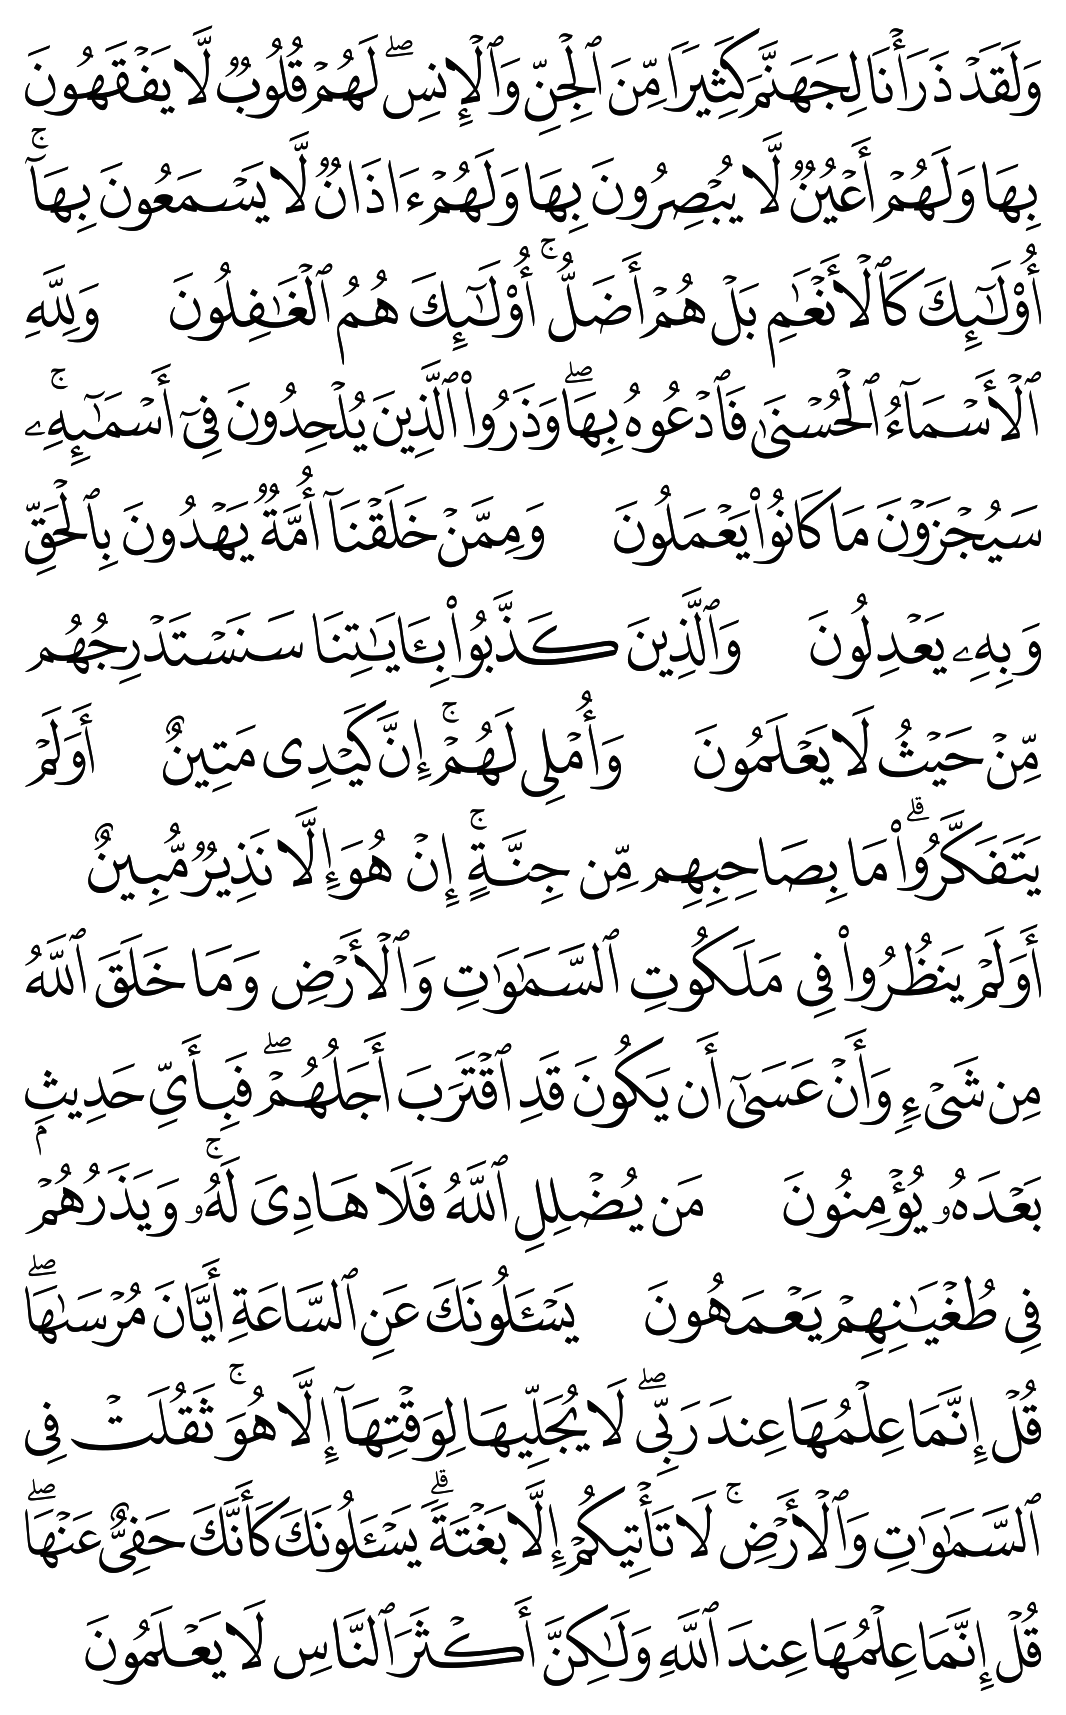 وَلَقَدۡ ذَرَأۡنَا لِجَهَنَّمَ كَثِيرٗا مِّنَ ٱلۡجِنِّ وَٱلۡإِنسِۖ لَهُمۡ قُلُوبٞ لَّا يَفۡقَهُونَ
بِهَا وَلَهُمۡ أَعۡيُنٞ لَّا يُبۡصِرُونَ بِهَا وَلَهُمۡ ءَاذَانٞ لَّا يَسۡمَعُونَ بِهَآۚ
أُوْلَٰٓئِكَ كَٱلۡأَنۡعَٰمِ بَلۡ هُمۡ أَضَلُّۚ أُوْلَٰٓئِكَ هُمُ ٱلۡغَٰفِلُونَ وَلِلَّهِ
ٱلۡأَسۡمَآءُ ٱلۡحُسۡنَىٰ فَٱدۡعُوهُ بِهَاۖ وَذَرُواْ ٱلَّذِينَ يُلۡحِدُونَ فِيٓ أَسۡمَٰٓئِهِۦۚ
سَيُجۡزَوۡنَ مَا كَانُواْ يَعۡمَلُونَ وَمِمَّنۡ خَلَقۡنَآ أُمَّةٞ يَهۡدُونَ بِٱلۡحَقِّ
وَبِهِۦ يَعۡدِلُونَ وَٱلَّذِينَ كَذَّبُواْ بِـَٔايَٰتِنَا سَنَسۡتَدۡرِجُهُم
مِّنۡ حَيۡثُ لَا يَعۡلَمُونَ وَأُمۡلِي لَهُمۡۚ إِنَّ كَيۡدِي مَتِينٌ أَوَلَمۡ
يَتَفَكَّرُواْۗ مَا بِصَاحِبِهِم مِّن جِنَّةٍۚ إِنۡ هُوَ إِلَّا نَذِيرٞ مُّبِينٌ
أَوَلَمۡ يَنظُرُواْ فِي مَلَكُوتِ ٱلسَّمَٰوَٰتِ وَٱلۡأَرۡضِ وَمَا خَلَقَ ٱللَّهُ
مِن شَيۡءٖ وَأَنۡ عَسَىٰٓ أَن يَكُونَ قَدِ ٱقۡتَرَبَ أَجَلُهُمۡۖ فَبِأَيِّ حَدِيثِۭ
بَعۡدَهُۥ يُؤۡمِنُونَ مَن يُضۡلِلِ ٱللَّهُ فَلَا هَادِيَ لَهُۥۚ وَيَذَرُهُمۡ
فِي طُغۡيَٰنِهِمۡ يَعۡمَهُونَ يَسۡـَٔلُونَكَ عَنِ ٱلسَّاعَةِ أَيَّانَ مُرۡسَىٰهَاۖ
قُلۡ إِنَّمَا عِلۡمُهَا عِندَ رَبِّيۖ لَا يُجَلِّيهَا لِوَقۡتِهَآ إِلَّا هُوَۚ ثَقُلَتۡ فِي
ٱلسَّمَٰوَٰتِ وَٱلۡأَرۡضِۚ لَا تَأۡتِيكُمۡ إِلَّا بَغۡتَةٗۗ يَسۡـَٔلُونَكَ كَأَنَّكَ حَفِيٌّ عَنۡهَاۖ
قُلۡ إِنَّمَا عِلۡمُهَا عِندَ ٱللَّهِ وَلَٰكِنَّ أَكۡثَرَ ٱلنَّاسِ لَا يَعۡلَمُونَ